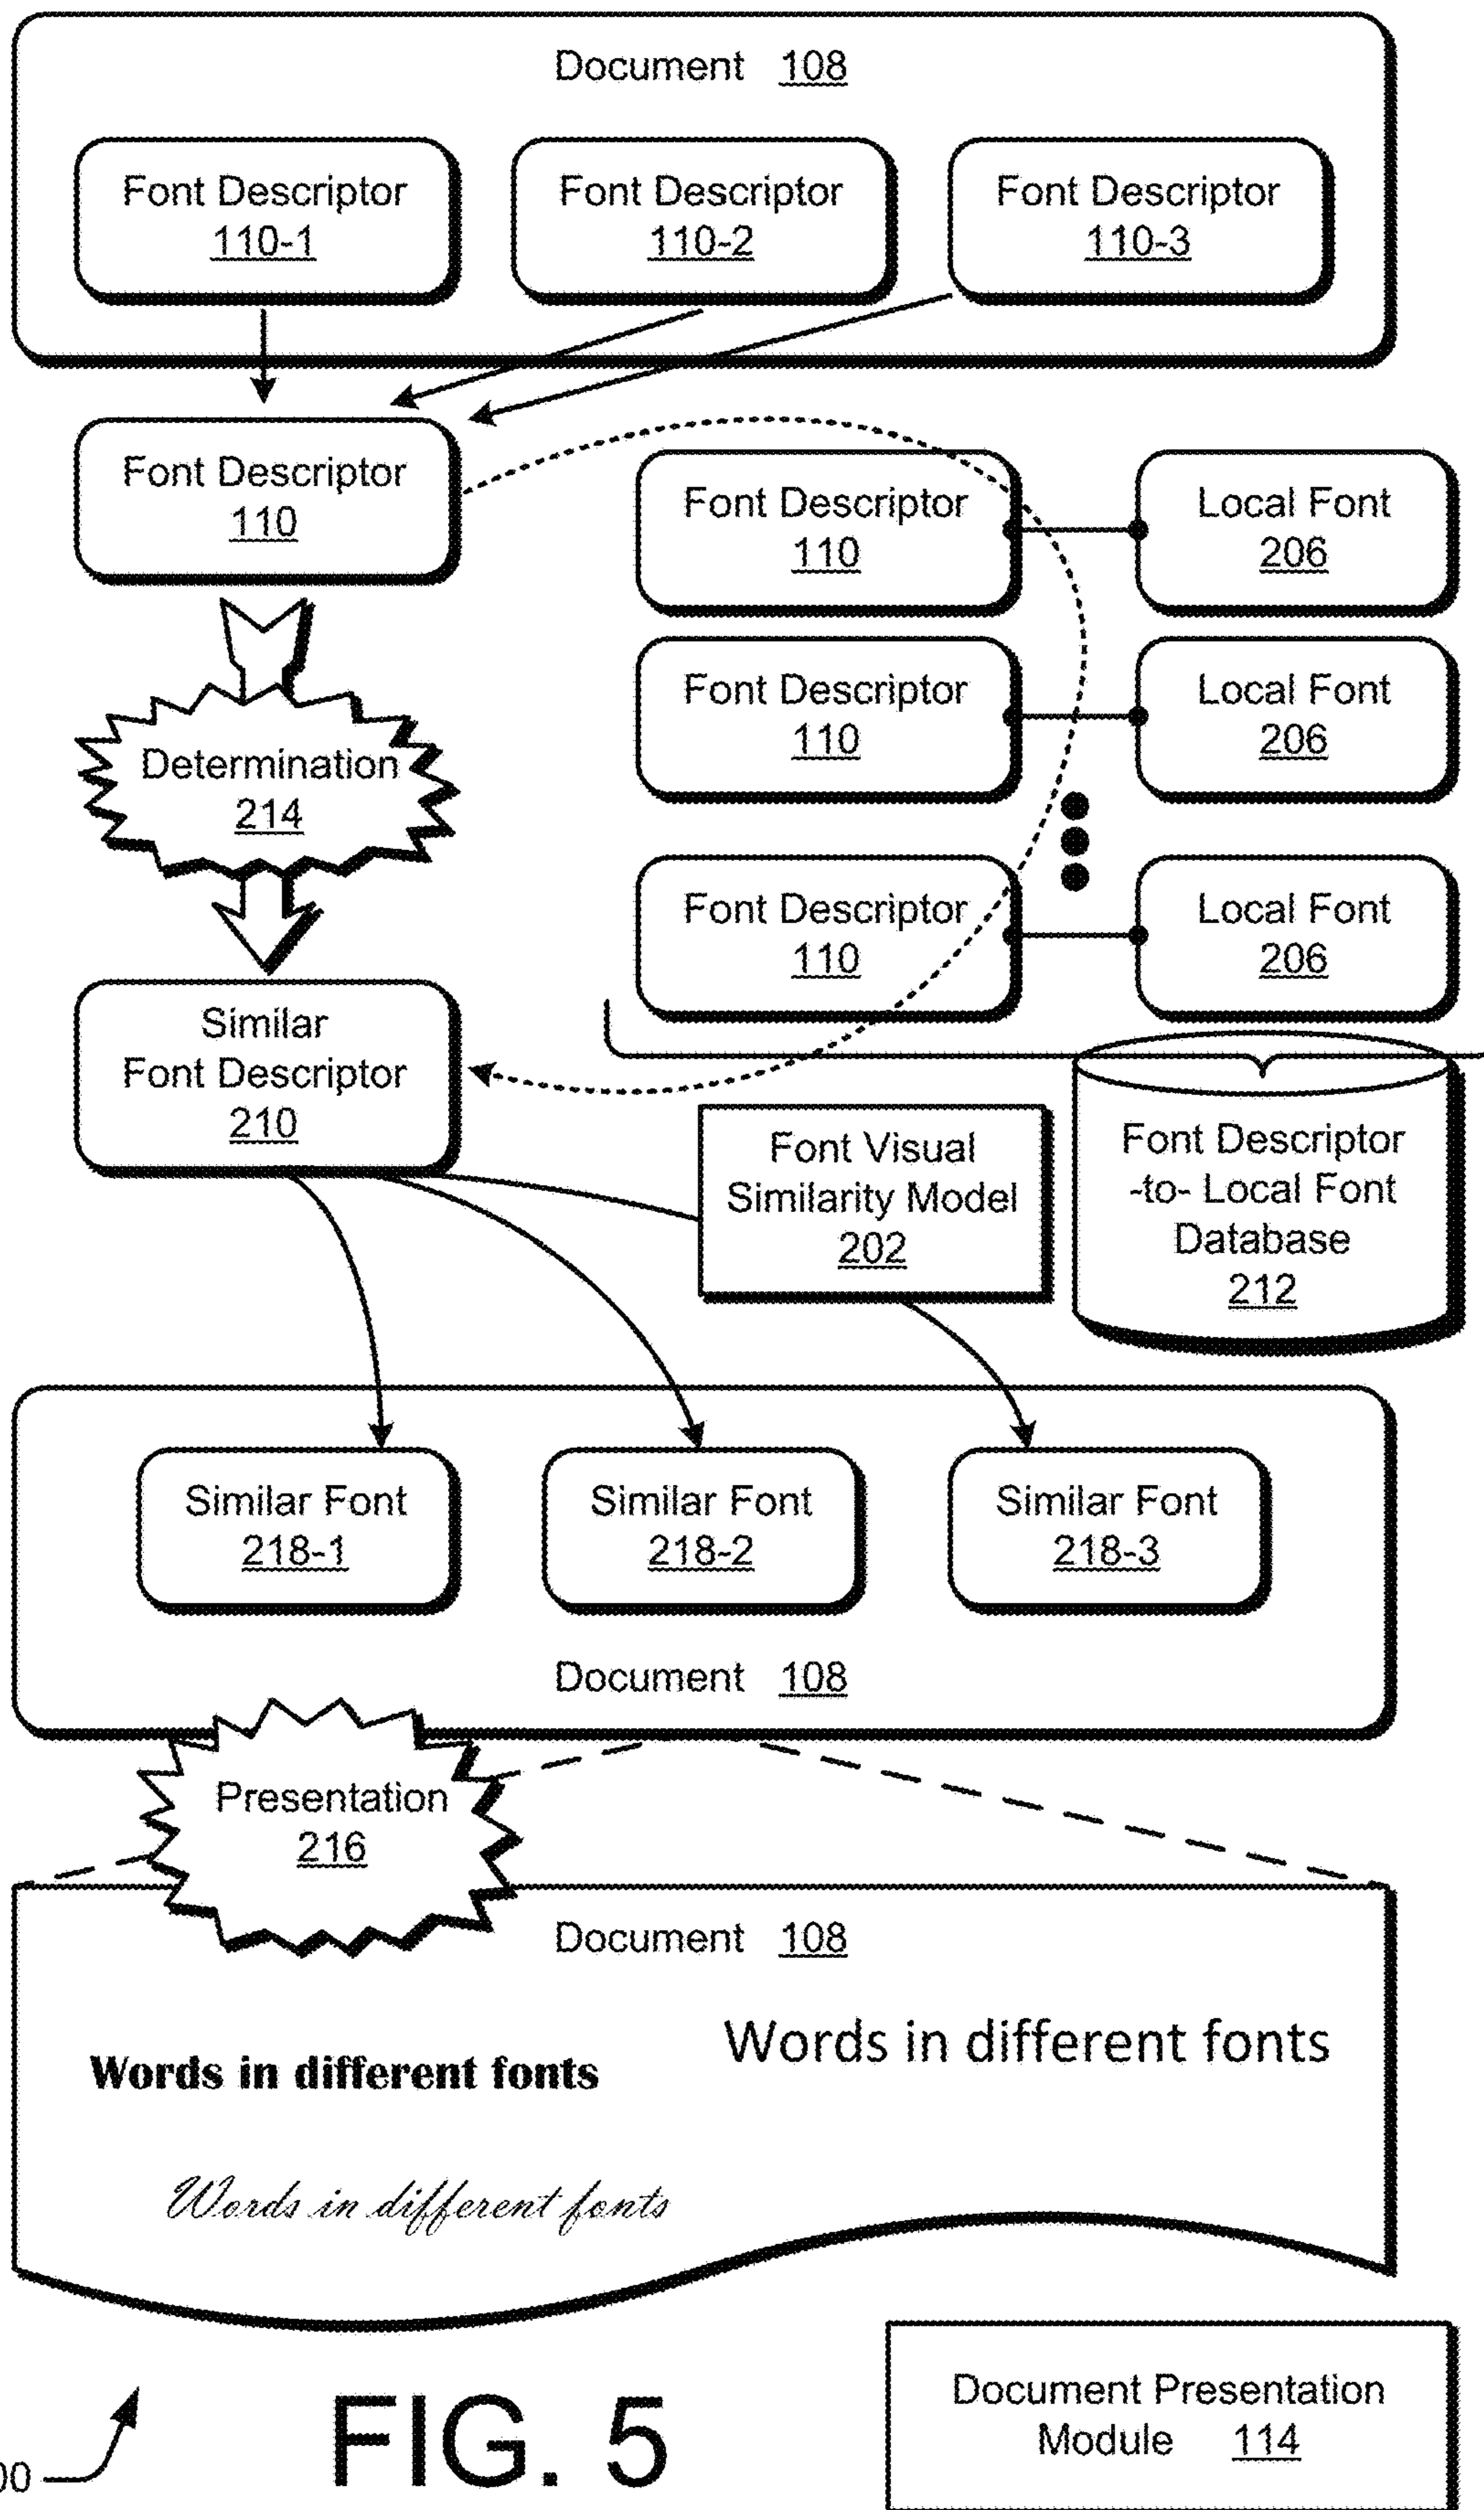 Document 108
Font Descriptor
110-1
Font Descriptor
110-2
Font Descriptor
110-3
Font Descriptor
110
Font Descriptor
110
Local Font
206
Font Descriptor
110
Local Font
206
Determination
214
Font Descriptor
110
Local Font
206
Similar
Font Descriptor
210
Font Visual
Similarity Model
202
Font Descriptor
-to- Local Font
Database
212
Similar Font
218-1
Similar Font
218-2
Similar Font
218-3
Document 108
Presentation
216
Document 108
Words in different fonts
Words in different fonts
Words in different fonts
FIG. 5
Document Presentation
Module 114